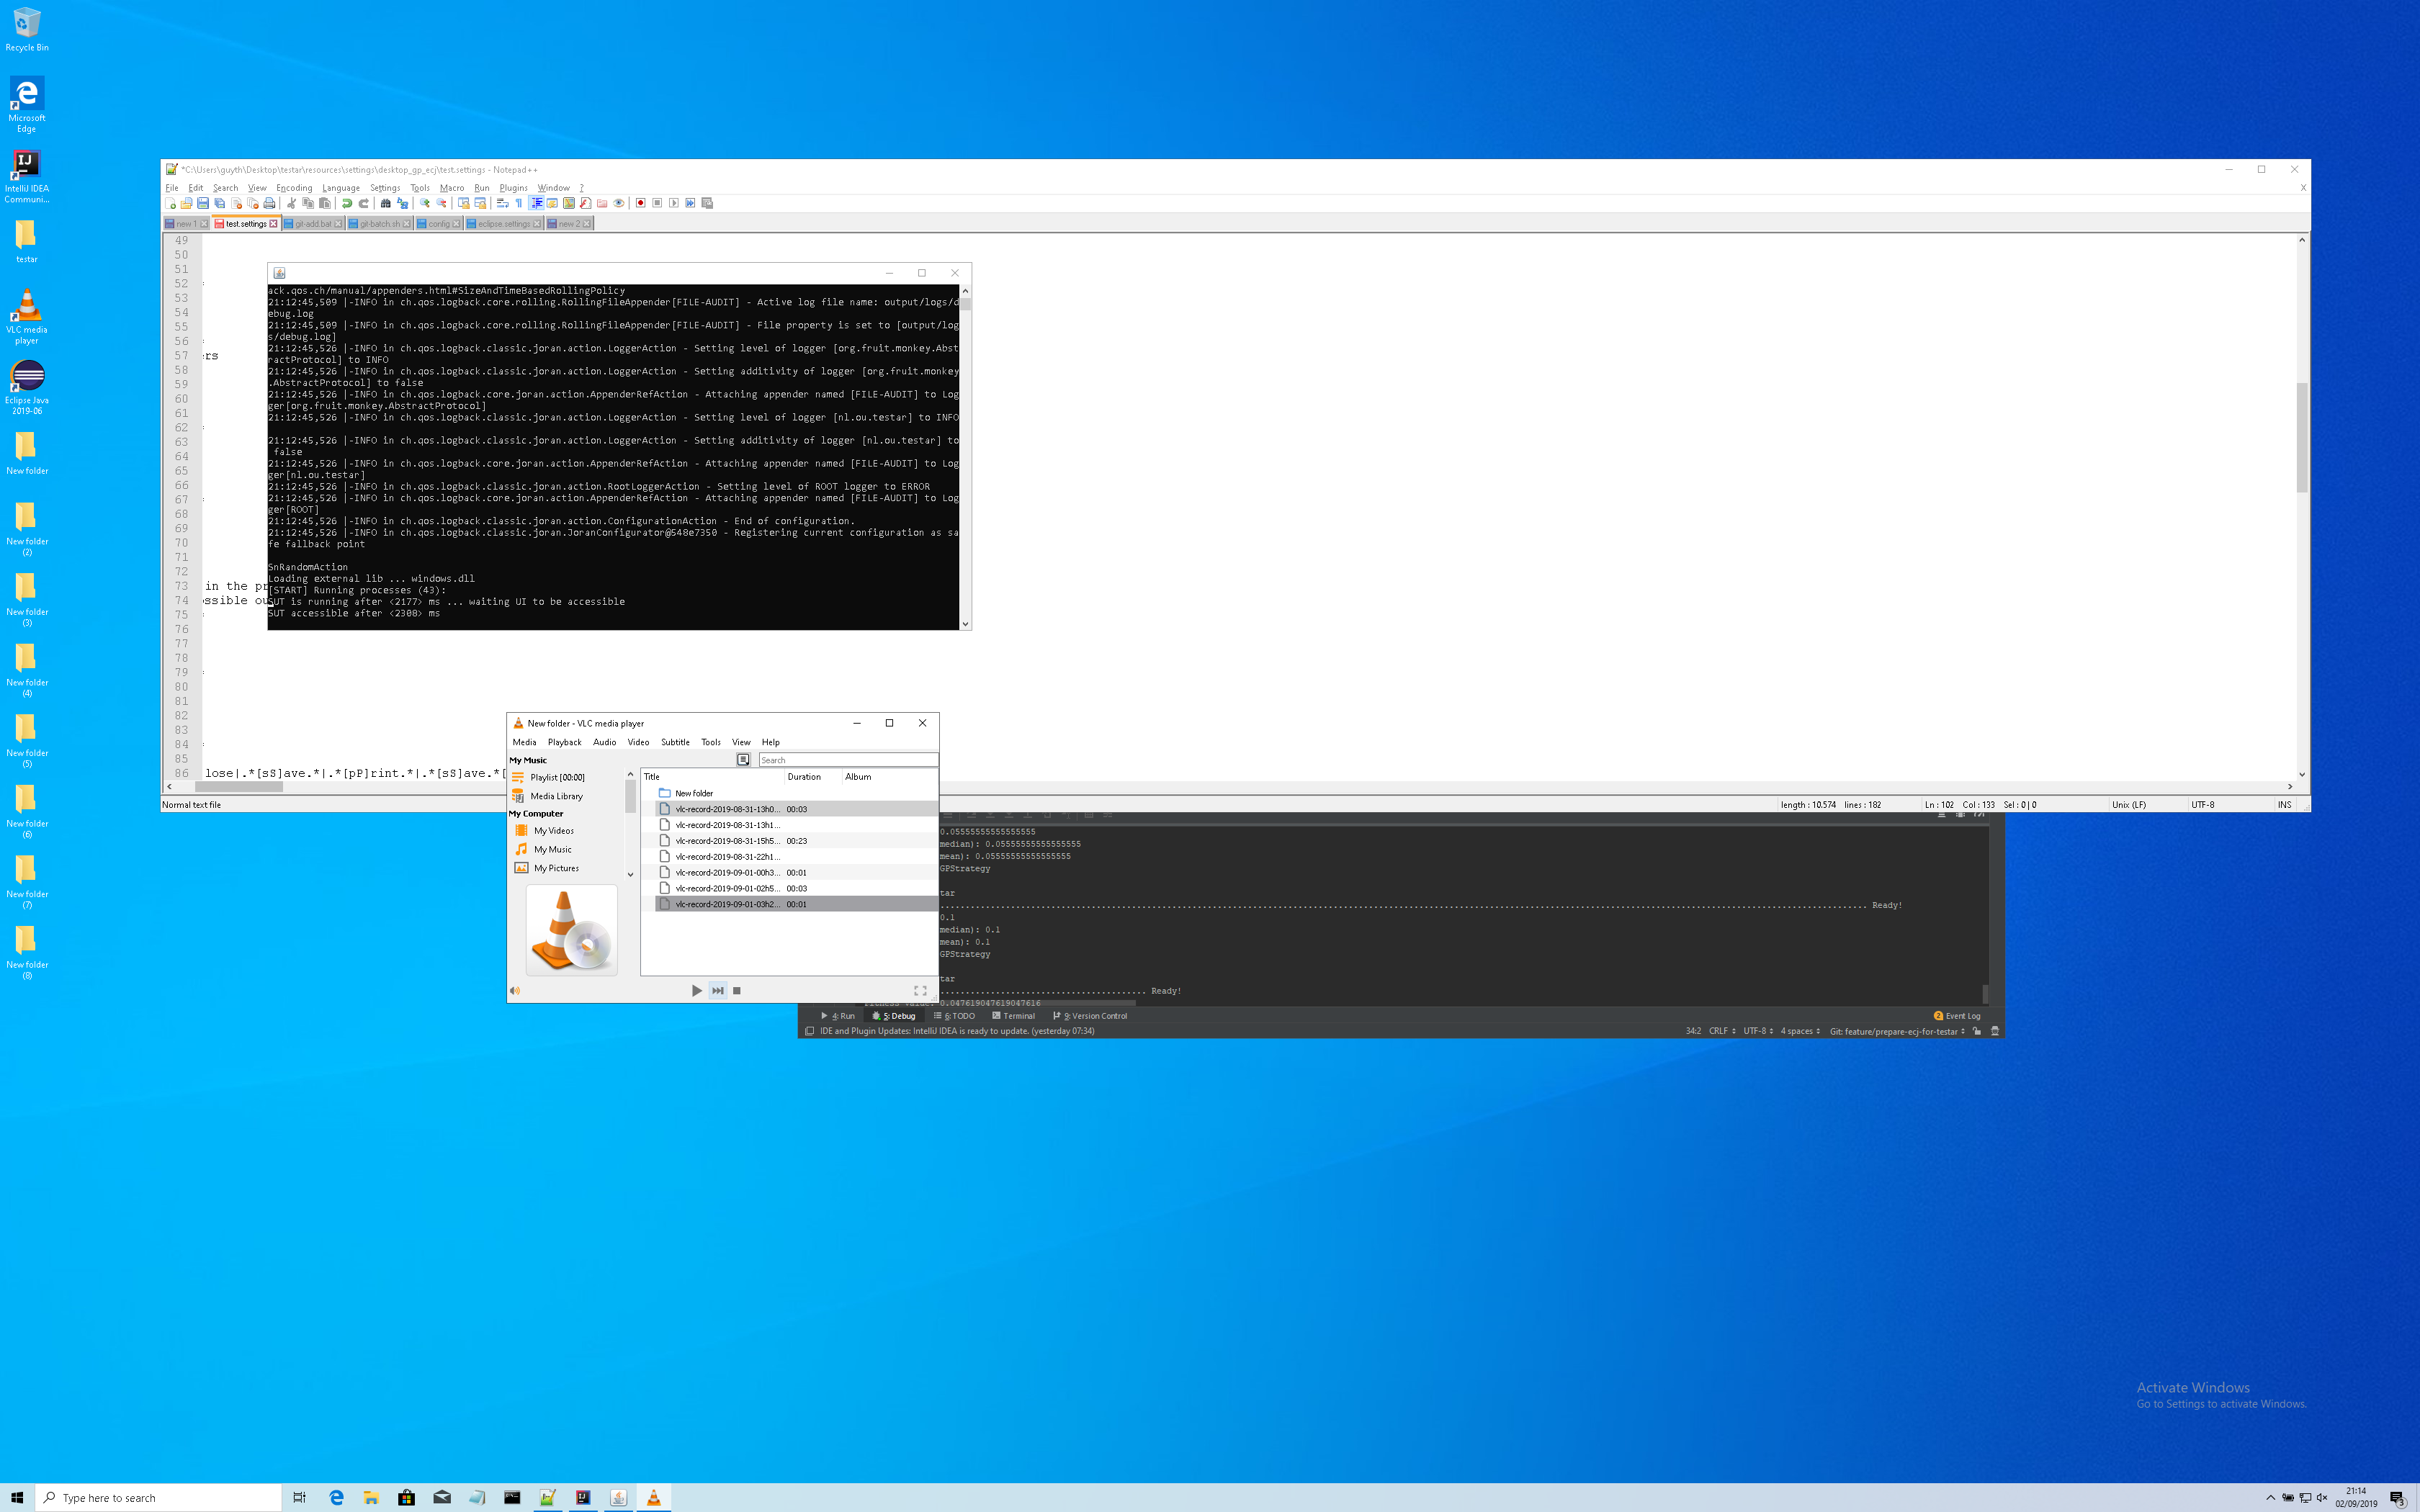 Recycle Bin
Microsoft
Edge
IntelliJ IDEA
Communi...
testar
VLC media
player
Eclipse Java
2019-06
New folder
New folder
(2)
New folder
(3)
New folder
(4)
New folder
(5)
New folder
(6)
New folder
(7)
New folder
(8)
*C:\Users\guyth\Desktop\testar\resources\settings\desktop_gp_ecj\test.settings - Notepad++
File Edit Search View Encoding Language Settings Tools Macro Run Plugins Window ?
X
new 1 test.settings git-add.bat git-batch.sh config eclipse.settings new 2
49
50
51
52
53
54
55
56
57 ers
58
59
60
61
62
63
64
65
66
67
68
69
70
71
72
73 in the pr
74 ossible ou
75
76
77
78
79
80
81
82
83
84
85
86 lose|.*[sS]ave.*|.*[pP]rint.*|.*[sS]ave.*[
ack.qos.ch/manual/appenders.html#SizeAndTimeBasedRollingPolicy
21:12:45,509 |-INFO in ch.qos.logback.core.rolling.RollingFileAppender[FILE-AUDIT] - Active log file name: output/logs/d
ebug.log
21:12:45,509 |-INFO in ch.qos.logback.core.rolling.RollingFileAppender[FILE-AUDIT] - File property is set to [output/log
s/debug.log]
21:12:45,526 |-INFO in ch.qos.logback.classic.joran.action.LoggerAction - Setting level of logger [org.fruit.monkey.Abst
ractProtocol] to INFO
21:12:45,526 |-INFO in ch.qos.logback.classic.joran.action.LoggerAction - Setting additivity of logger [org.fruit.monkey
.AbstractProtocol] to false
21:12:45,526 |-INFO in ch.qos.logback.core.joran.action.AppenderRefAction - Attaching appender named [FILE-AUDIT] to Log
ger[org.fruit.monkey.AbstractProtocol]
21:12:45,526 |-INFO in ch.qos.logback.classic.joran.action.LoggerAction - Setting level of logger [nl.ou.testar] to INFO
21:12:45,526 |-INFO in ch.qos.logback.classic.joran.action.LoggerAction - Setting additivity of logger [nl.ou.testar] to
false
21:12:45,526 |-INFO in ch.qos.logback.core.joran.action.AppenderRefAction - Attaching appender named [FILE-AUDIT] to Log
ger[nl.ou.testar]
21:12:45,526 |-INFO in ch.qos.logback.classic.joran.action.RootLoggerAction - Setting level of ROOT logger to ERROR
21:12:45,526 |-INFO in ch.qos.logback.core.joran.action.AppenderRefAction - Attaching appender named [FILE-AUDIT] to Log
ger[ROOT]
21:12:45,526 |-INFO in ch.qos.logback.classic.joran.action.ConfigurationAction - End of configuration.
21:12:45,526 |-INFO in ch.qos.logback.classic.joran.JoranConfigurator@548e7350 - Registering current configuration as sa
fe fallback point
SnRandomAction
Loading external lib ... windows.dll
[START] Running processes (43):
SUT is running after <2177> ms ... waiting UI to be accessible
SUT accessible after <2308> ms
Normal text file
length : 10.574 lines : 182
Ln : 102 Col : 133 Sel : 0 | 0
Unix (LF)
UTF-8
INS
New folder - VLC media player
Media Playback Audio Video Subtitle Tools View Help
My Music
Search
Playlist [00:00]
Media Library
My Computer
My Videos
My Music
My Pictures
Title Duration Album
New folder
vlc-record-2019-08-31-13h0... 00:03
vlc-record-2019-08-31-13h1...
vlc-record-2019-08-31-15h5... 00:23
vlc-record-2019-08-31-22h1...
vlc-record-2019-09-01-00h3... 00:01
vlc-record-2019-09-01-02h5... 00:03
vlc-record-2019-09-01-03h2... 00:01
0.05555555555555555
median): 0.05555555555555555
mean): 0.05555555555555555
GPStrategy
tar
Ready!
0.1
median): 0.1
mean): 0.1
GPStrategy
tar
Ready!
0.047619047619047616
4: Run 5: Debug 6: TODO Terminal 9: Version Control
2 Event Log
IDE and Plugin Updates: IntelliJ IDEA is ready to update. (yesterday 07:34)
34:2 CRLF UTF-8 4 spaces Git: feature/prepare-ecj-for-testar
Activate Windows
Go to Settings to activate Windows.
Type here to search
21:14
02/09/2019
3